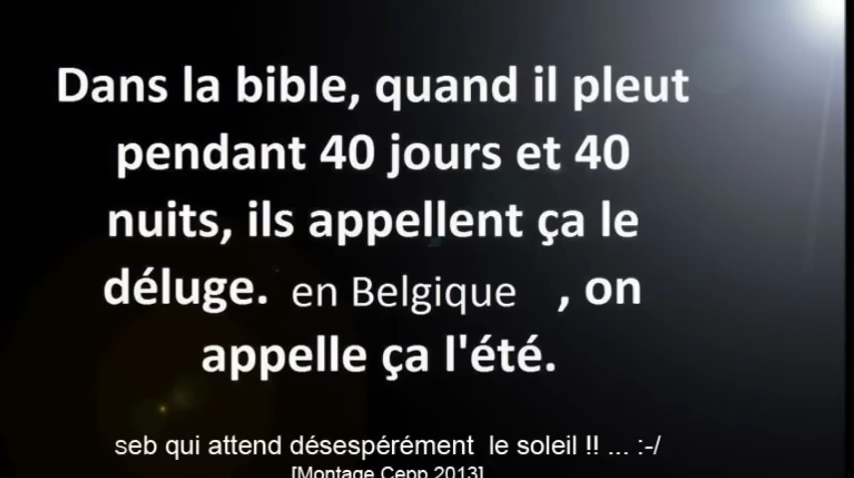 Dans la bible, quand il pleut
pendant 40 jours et 40
nuits, ils appellent ça le
déluge. en Belgique , on
appelle ça l'été.
seb qui attend désespérément le soleil !! ... :-/
[Montage Cepp 2013]